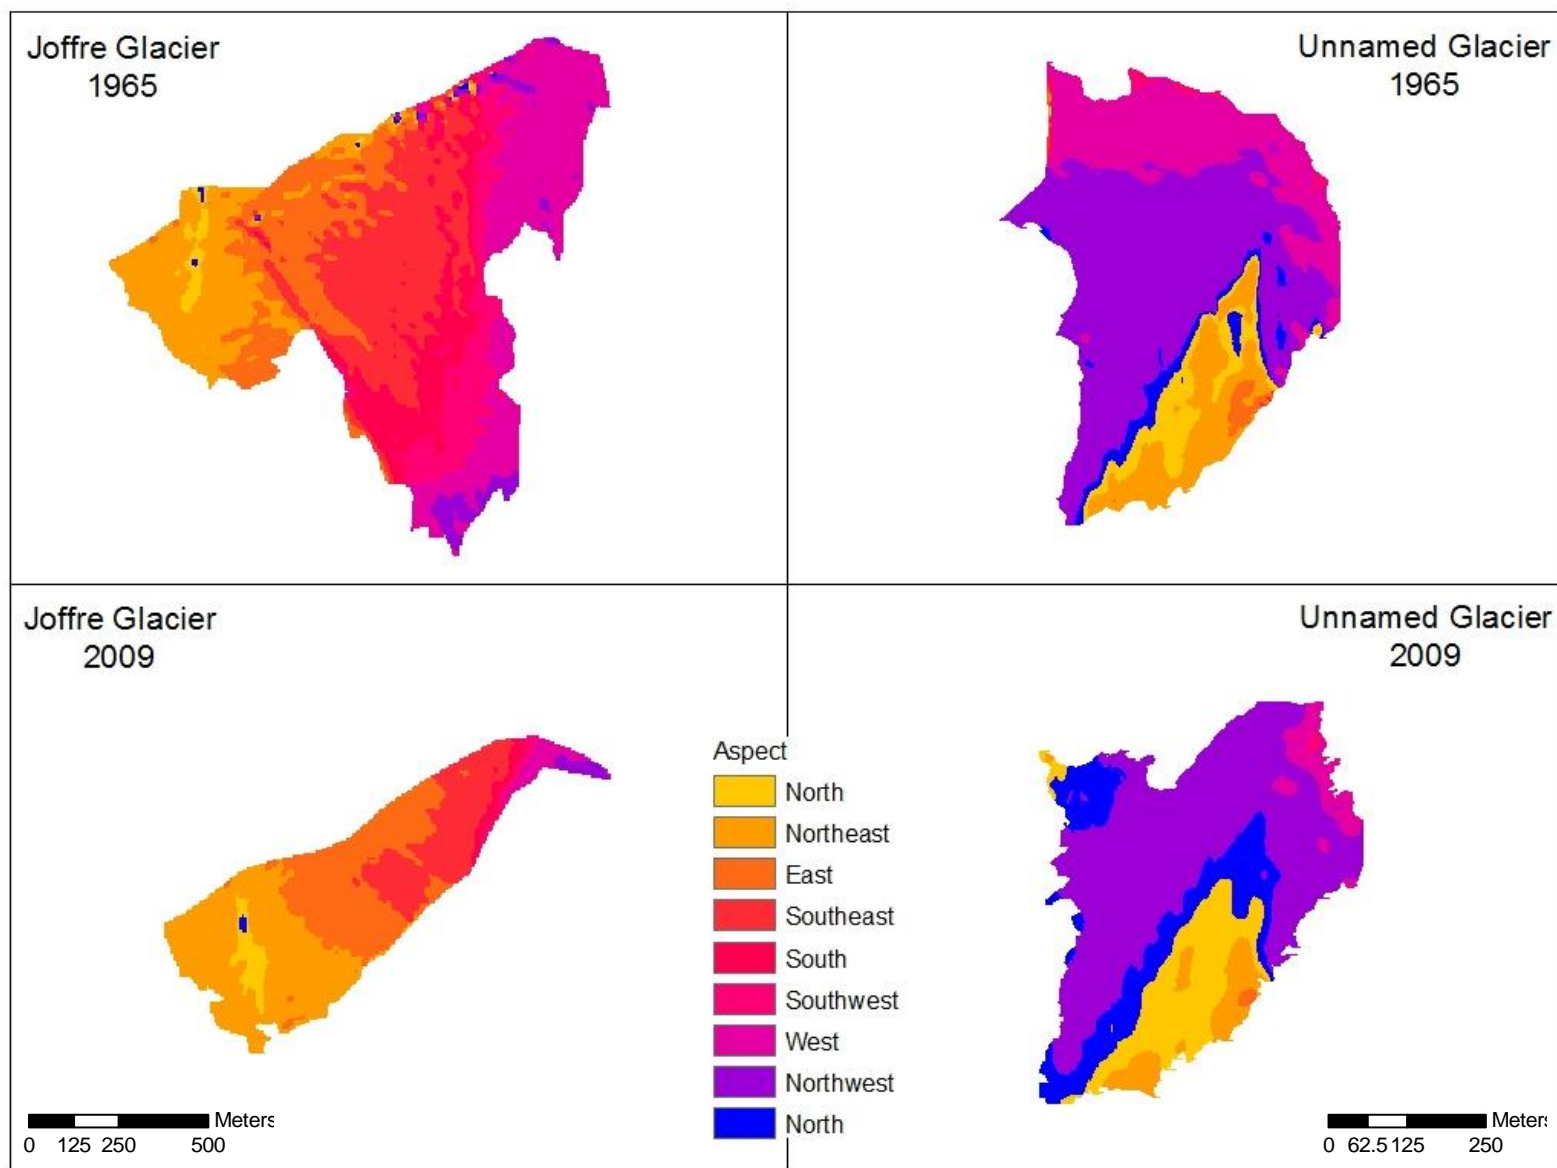 Joffre Glacier
1965
Unnamed Glacier
1965
Joffre Glacier
2009
Unnamed Glacier
2009
Aspect
North
Northeast
East
Southeast
South
Southwest
West
Northwest
North
Meters
0 125 250 500
Meters
0 62.5 125 250